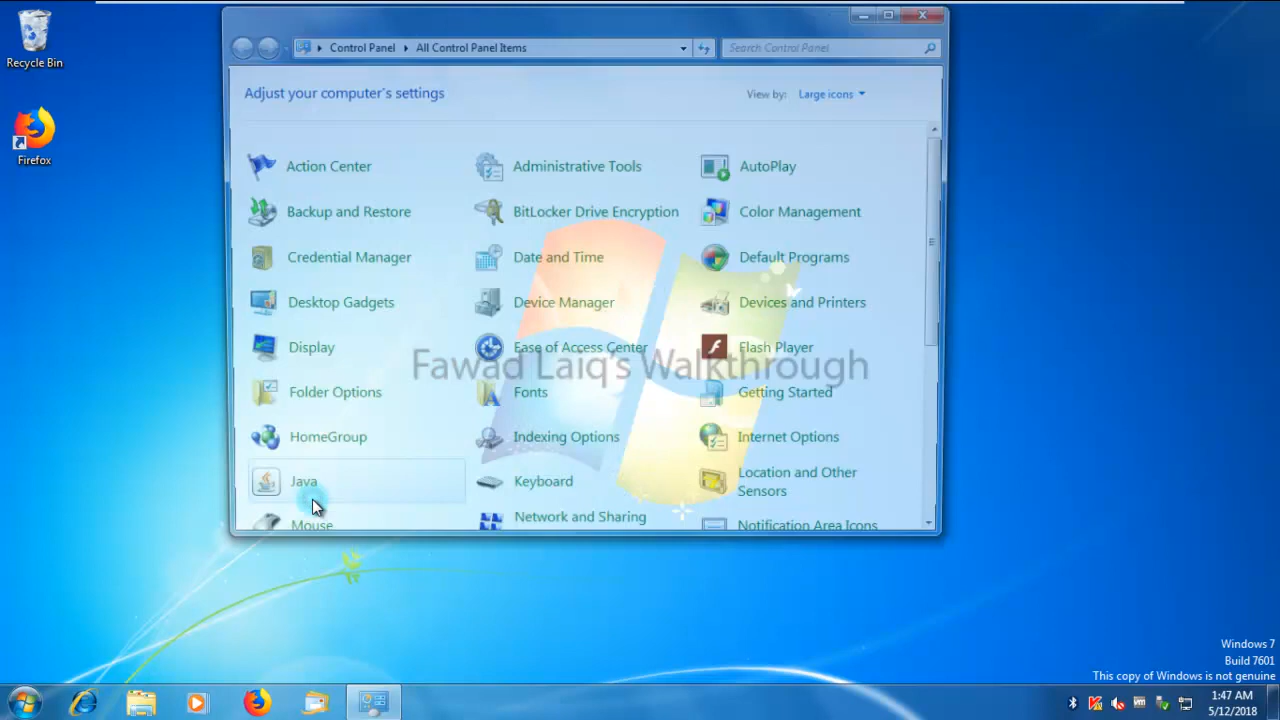 Recycle Bin
Firefox
Control Panel
All Control Panel Items
Search Control Panel
Adjust your computer's settings
View by:
Large icons
Action Center
Administrative Tools
AutoPlay
Backup and Restore
BitLocker Drive Encryption
Color Management
Credential Manager
Date and Time
Default Programs
Desktop Gadgets
Device Manager
Devices and Printers
Display
Ease of Access Center
Flash Player
Fawad Laiq's Walkthrough
Folder Options
Fonts
Getting Started
HomeGroup
Indexing Options
Internet Options
Java
Keyboard
Location and Other
Sensors
Mouse
Network and Sharing
Notification Area Icons
Windows 7
Build 7601
This copy of Windows is not genuine
1:47 AM
5/12/2018